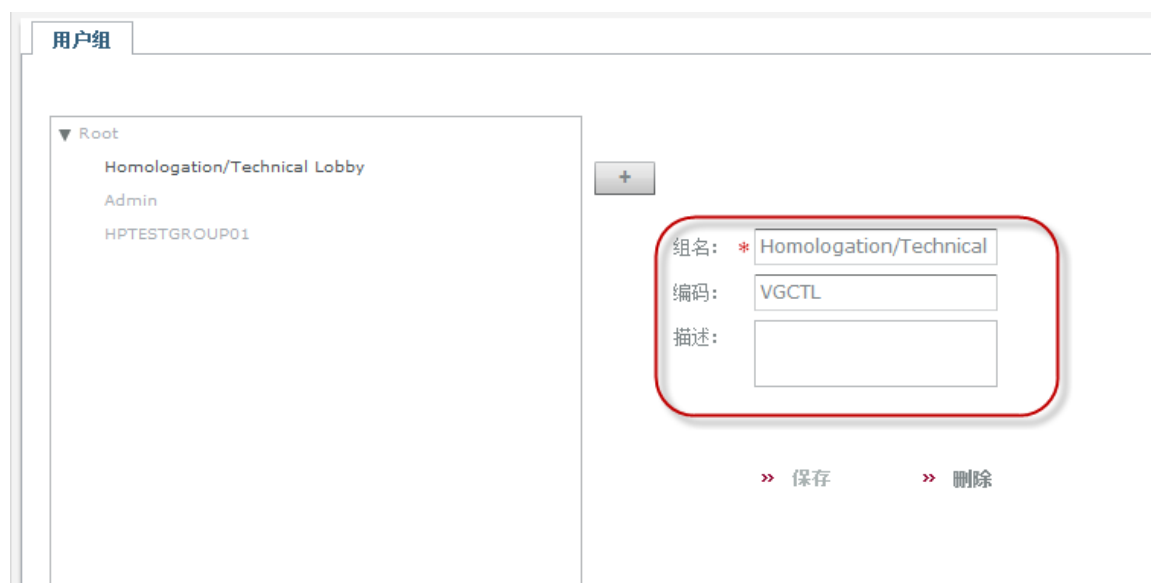 用户组
▼ Root
Homologation/Technical Lobby
Admin
HPTESTGROUP01
+
组名: * Homologation/Technical
编码: VGCTL
描述:
» 保存 » 删除